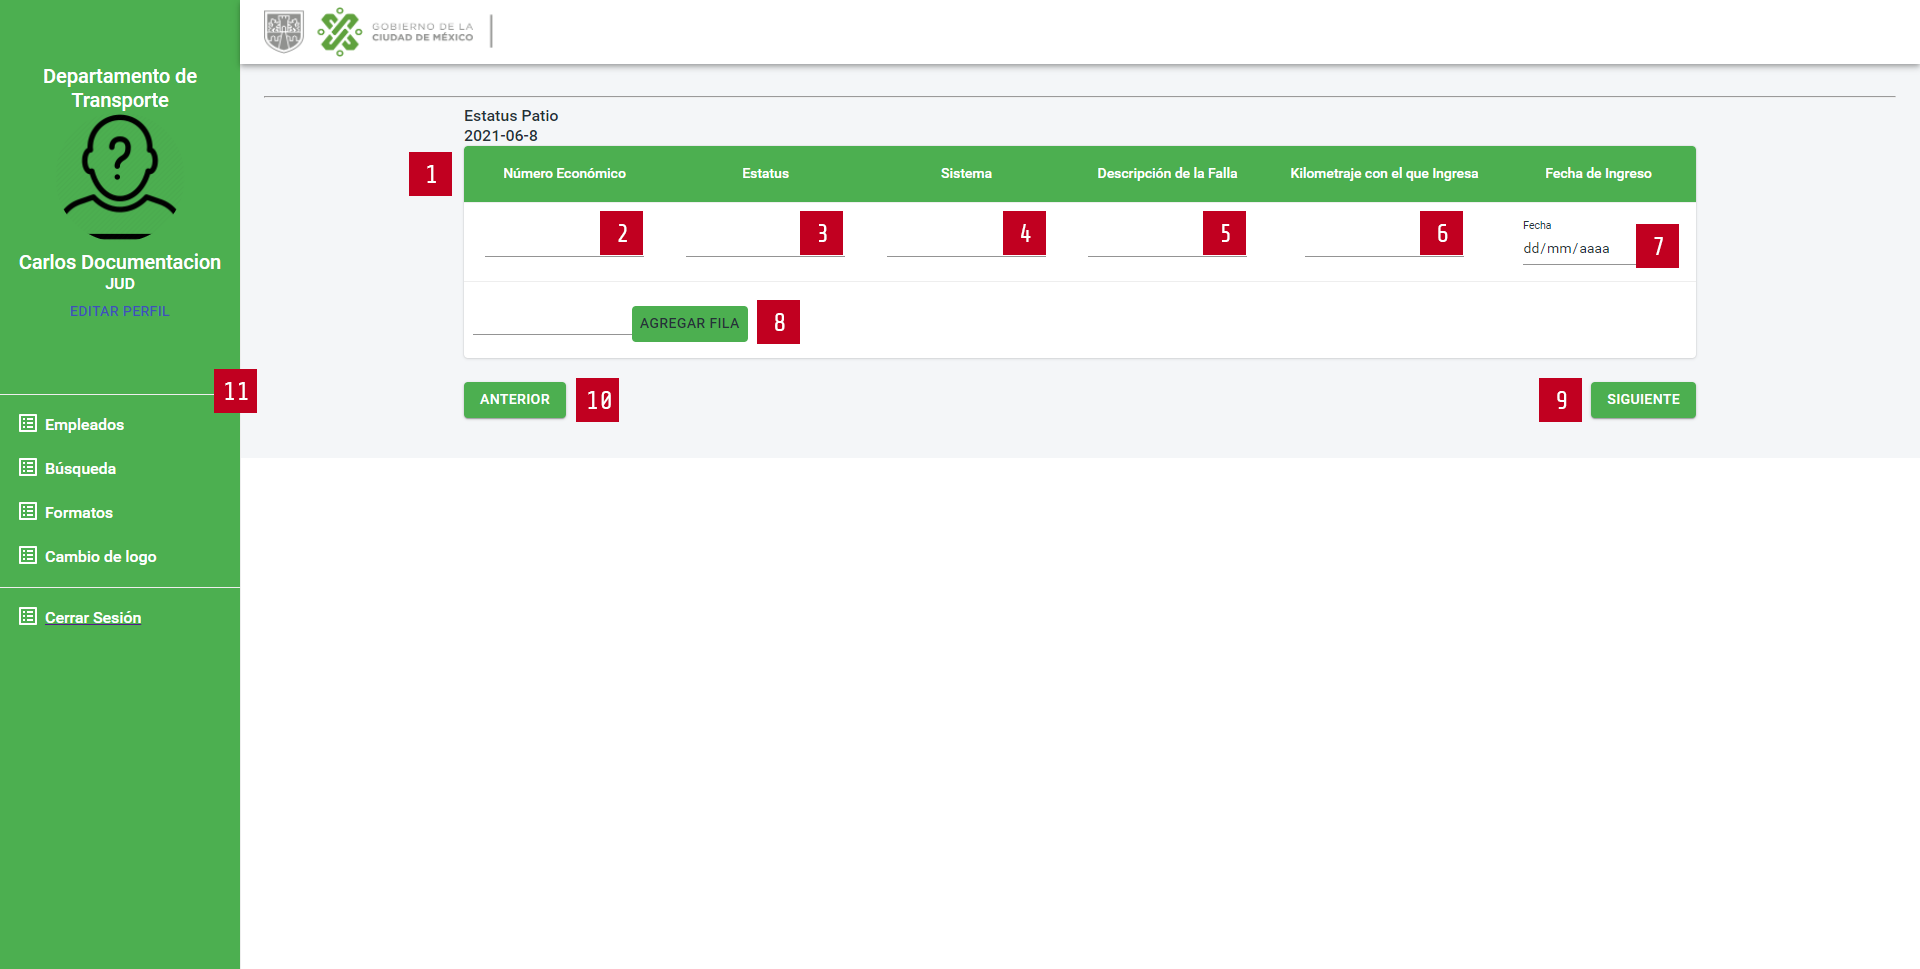 Departamento de
Transporte
Carlos Documentacion
JUD
EDITAR PERFIL
11
Empleados
Búsqueda
Formatos
Cambio de logo
Cerrar Sesión
GOBIERNO DE LA
CIUDAD DE MÉXICO
Estatus Patio
2021-06-8
1
Número Económico Estatus Sistema Descripción de la Falla Kilometraje con el que Ingresa Fecha de Ingreso
2 3 4 5 6
Fecha
dd/mm/aaaa 7
AGREGAR FILA 8
ANTERIOR 10 9 SIGUIENTE